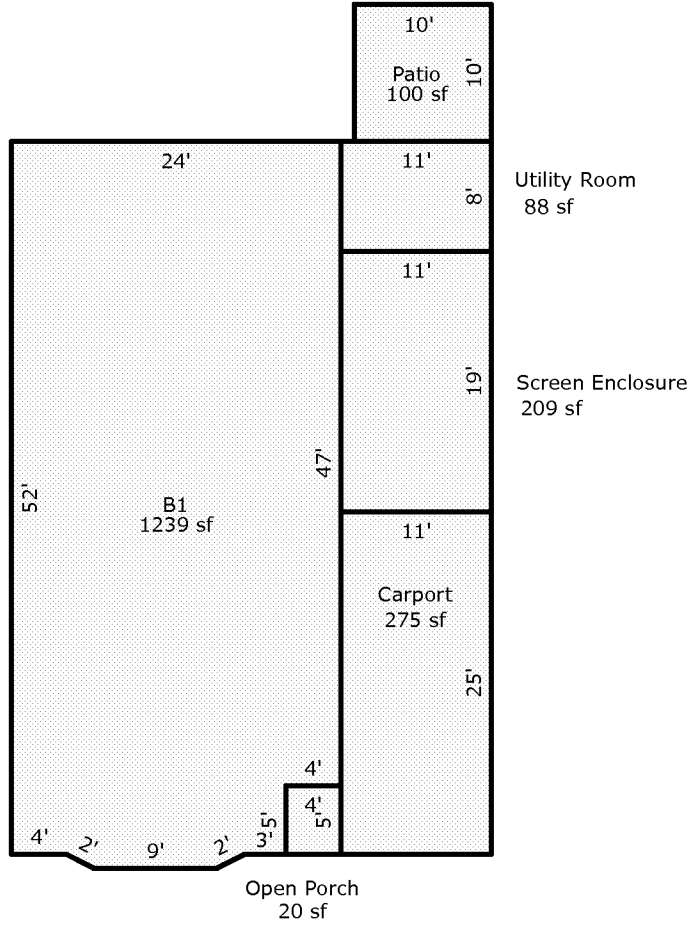 10'
Patio
100 sf
10'
24'
11'
8'
Utility Room
88 sf
11'
19'
Screen Enclosure
209 sf
47'
52'
B1
1239 sf
11'
Carport
275 sf
25'
4'
4'
5'
5'
4'
2'
9'
2'
3'
Open Porch
20 sf